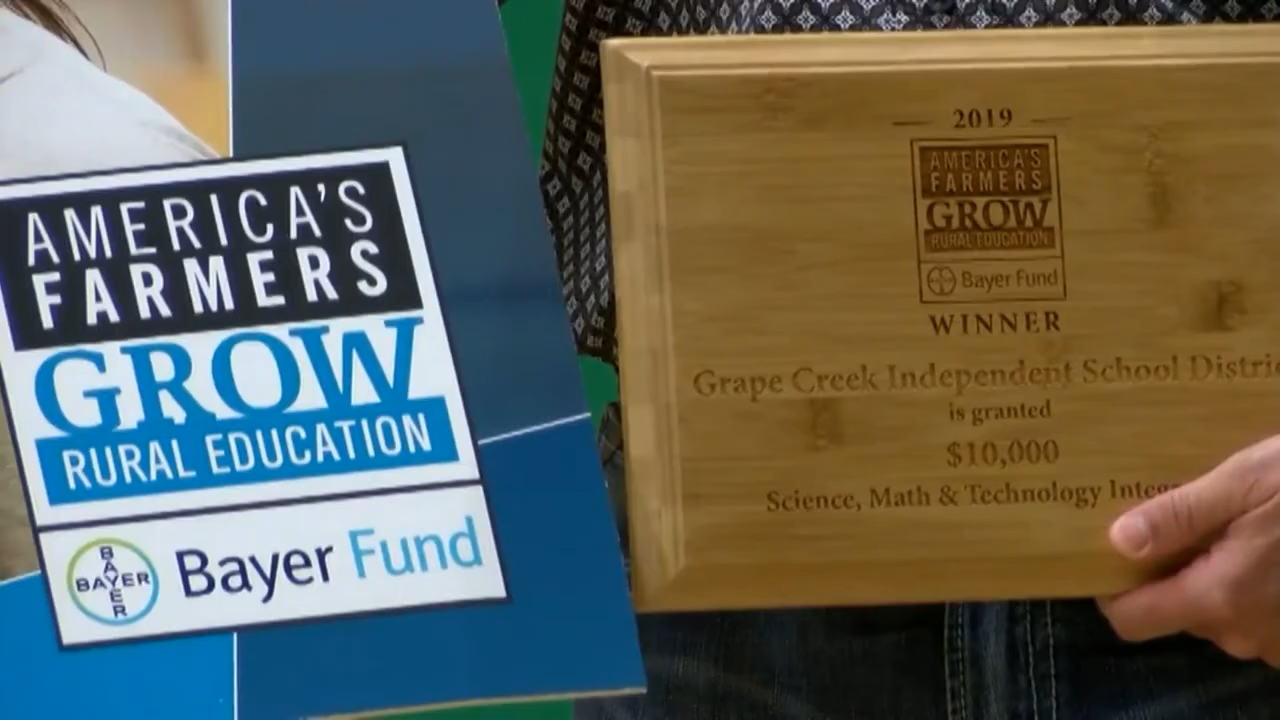 AMERICA'S
FARMERS
GROW
RURAL EDUCATION
BAYER
BAYER
Bayer Fund
2019
AMERICA'S
FARMERS
GROW
RURAL EDUCATION
Bayer Fund
WINNER
Grape Creek Independent School
is granted
$10,000
Science, Math & Technology